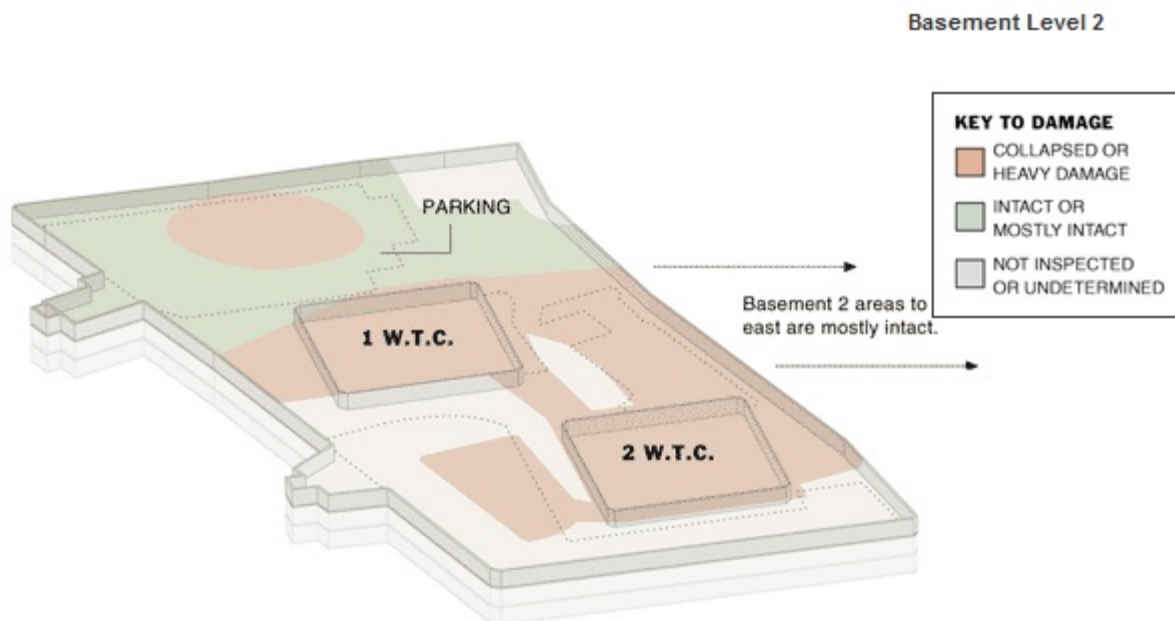 Basement Level 2
KEY TO DAMAGE
COLLAPSED OR
HEAVY DAMAGE
INTACT OR
MOSTLY INTACT
NOT INSPECTED
OR UNDETERMINED
PARKING
Basement 2 areas to
east are mostly intact.
1 W.T.C.
2 W.T.C.